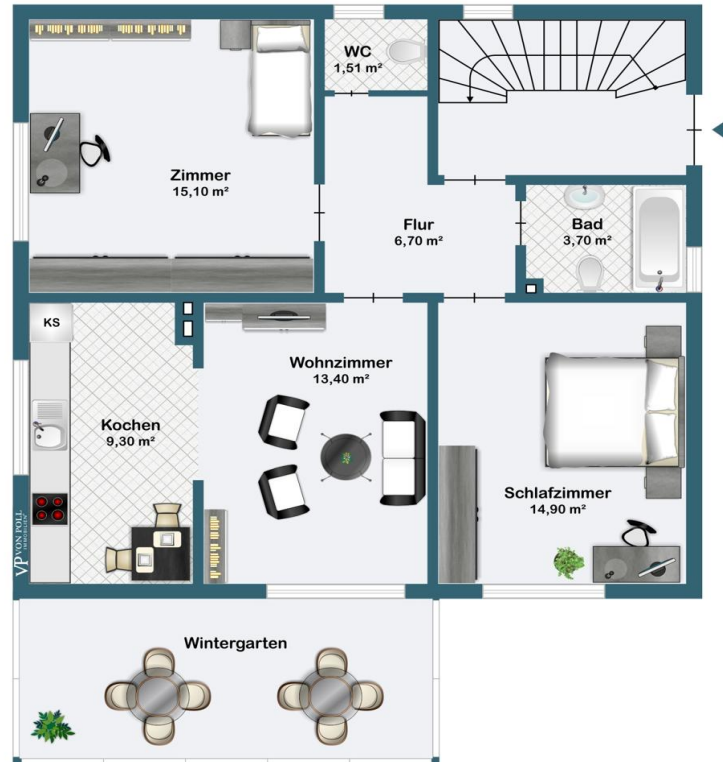 WC
1,51 m²
Zimmer
15,10 m²
Flur
6,70 m²
Bad
3,70 m²
KS
Wohnzimmer
13,40 m²
Kochen
9,30 m²
Schlafzimmer
14,90 m²
VP VON POLL
IMMOBILIEN
Wintergarten